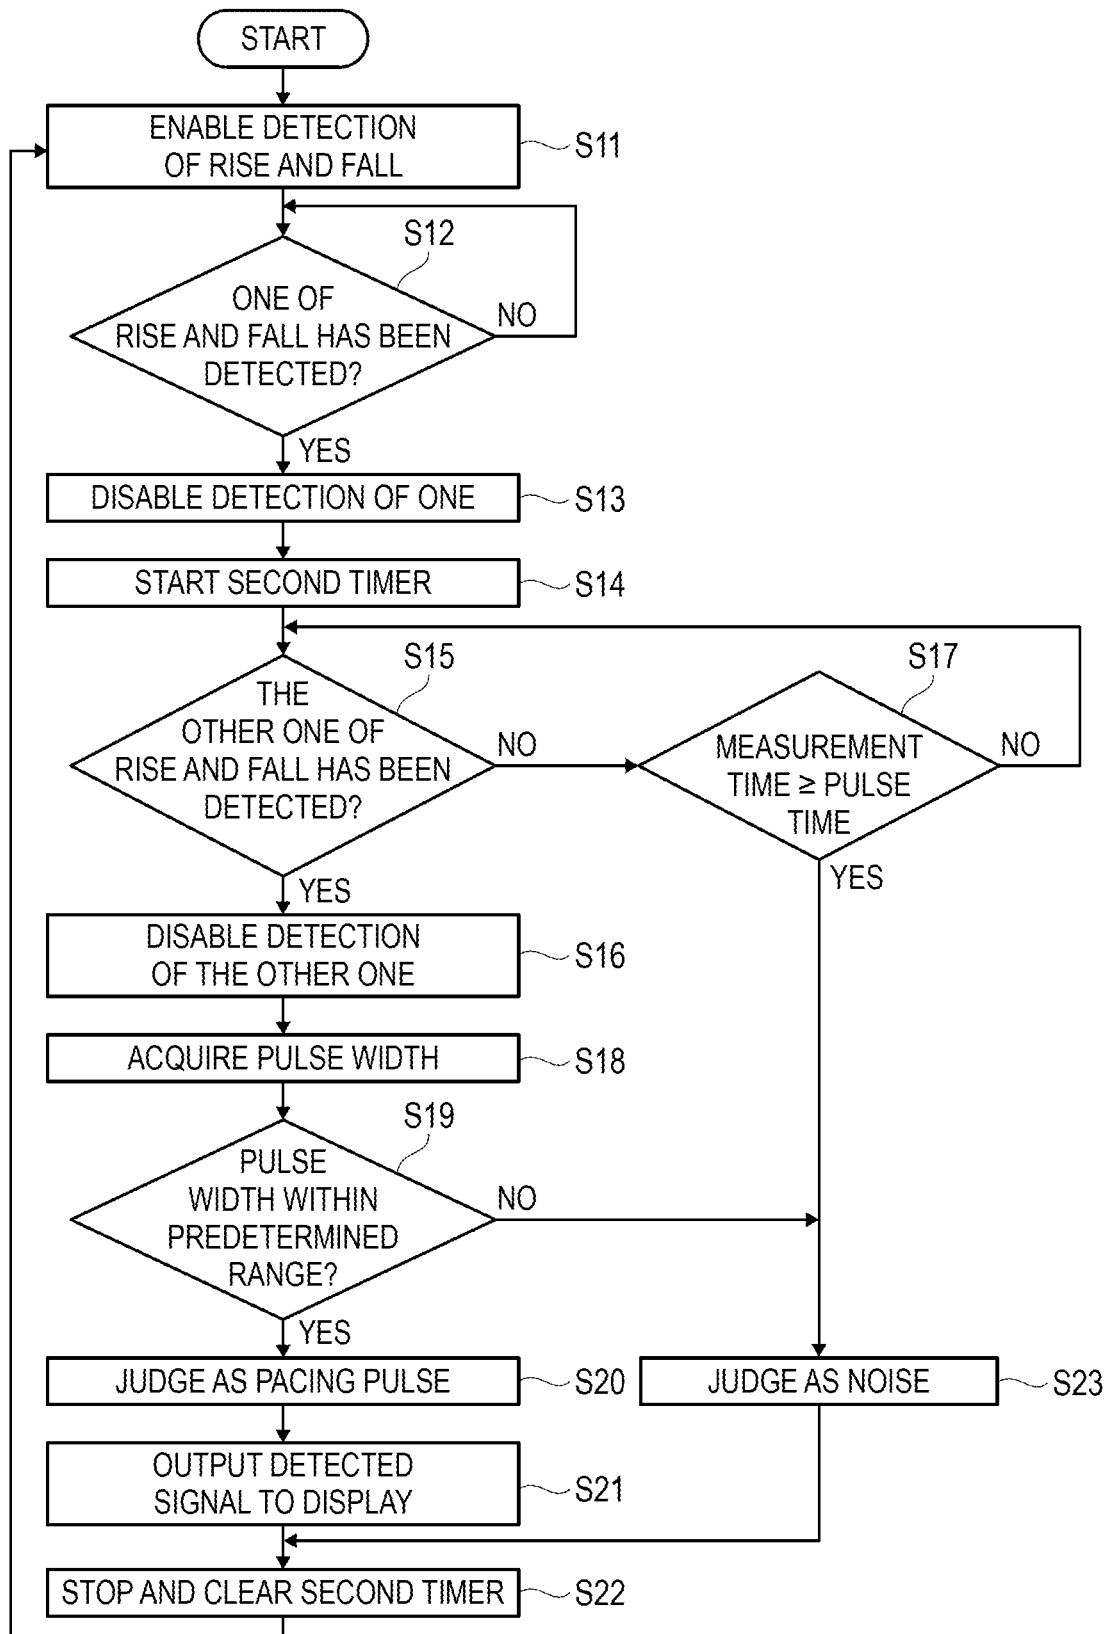 START
ENABLE DETECTION
OF RISE AND FALL
S11
S12
ONE OF
RISE AND FALL HAS BEEN
DETECTED?
NO
YES
DISABLE DETECTION OF ONE
S13
START SECOND TIMER
S14
S15
THE
OTHER ONE OF
RISE AND FALL HAS BEEN
DETECTED?
NO
S17
MEASUREMENT
TIME ≥ PULSE
TIME
NO
YES
YES
DISABLE DETECTION
OF THE OTHER ONE
S16
ACQUIRE PULSE WIDTH
S18
S19
PULSE
WIDTH WITHIN
PREDETERMINED
RANGE?
NO
YES
JUDGE AS PACING PULSE
S20
JUDGE AS NOISE
S23
OUTPUT DETECTED
SIGNAL TO DISPLAY
S21
STOP AND CLEAR SECOND TIMER
S22